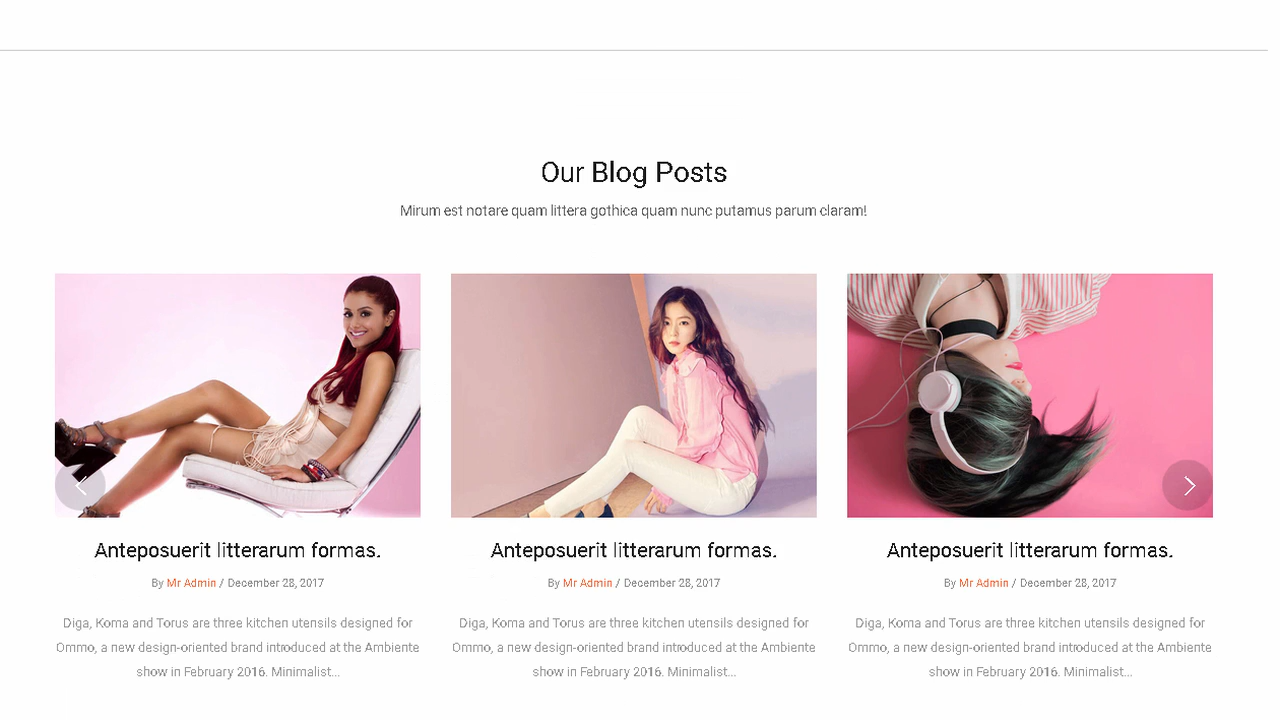 Our Blog Posts
Mirum est notare quam littera gothica quam nunc putamus parum claram!
Anteposuerit litterarum formas.
By Mr Admin / December 28, 2017
Diga, Koma and Torus are three kitchen utensils designed for
Ommo, a new design-oriented brand introduced at the Ambiente
show in February 2016. Minimalist...
Anteposuerit litterarum formas.
By Mr Admin / December 28, 2017
Diga, Koma and Torus are three kitchen utensils designed for
Ommo, a new design-oriented brand introduced at the Ambiente
show in February 2016. Minimalist...
Anteposuerit litterarum formas.
By Mr Admin / December 28, 2017
Diga, Koma and Torus are three kitchen utensils designed for
Ommo, a new design-oriented brand introduced at the Ambiente
show in February 2016. Minimalist...